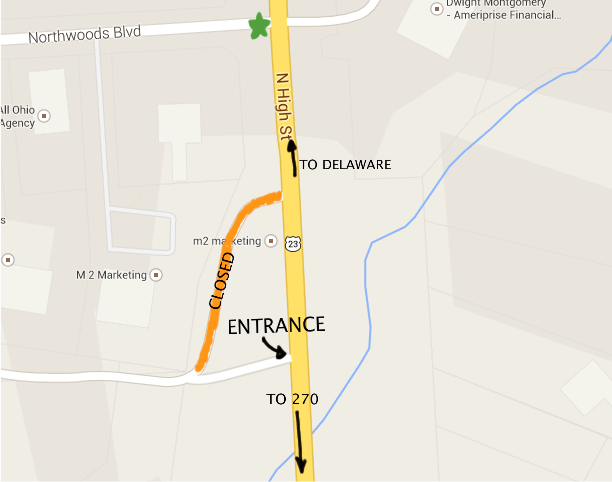 Dwight Montgomery
- Ameriprise Financial...
Northwoods Blvd
N High St
All Ohio
Agency
TO DELAWARE
s
m2 marketing
23
M 2 Marketing
CLOSED
ENTRANCE
TO 270